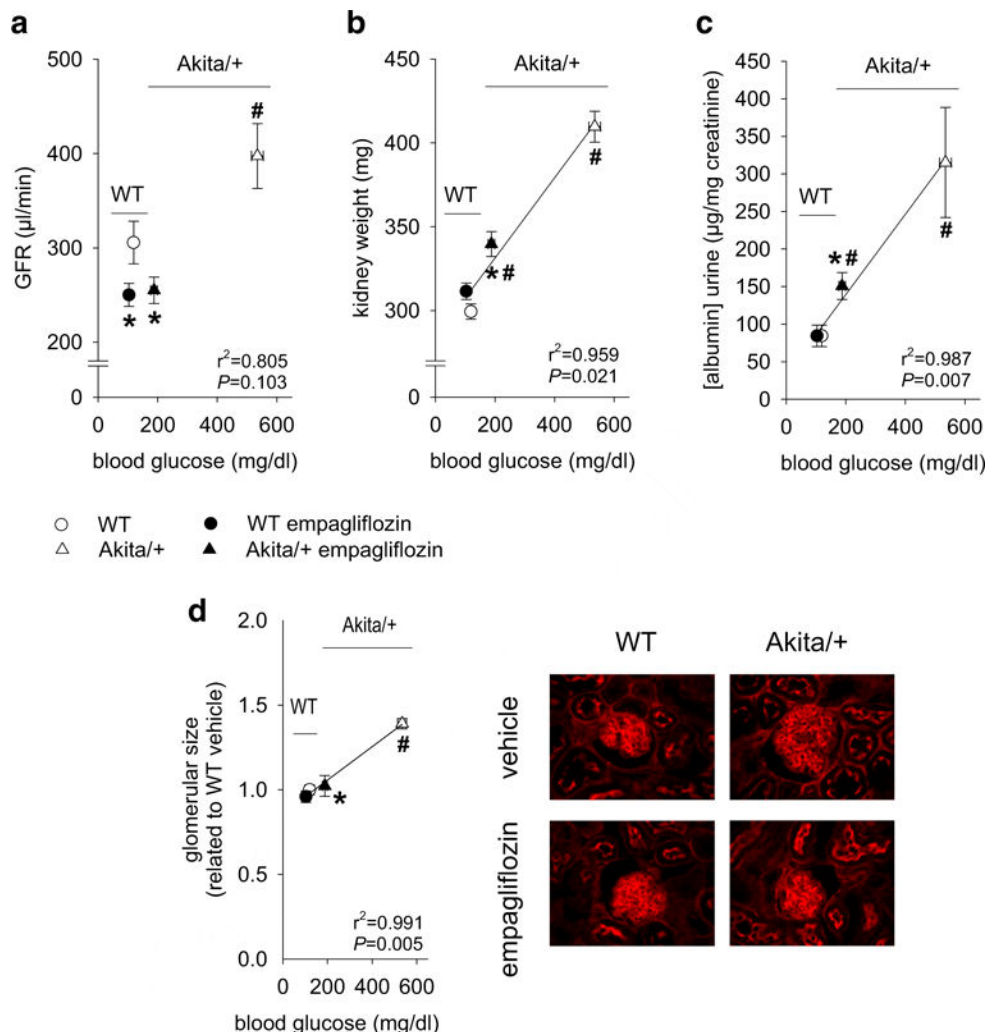 a
500
400
300
200
0
GFR (µl/min)
Akita/+
WT
#
*
*
r²=0.805
P=0.103
0 200 400 600
blood glucose (mg/dl)
b
450
400
350
300
0
kidney weight (mg)
Akita/+
WT
#
*#
r²=0.959
P=0.021
0 200 400 600
blood glucose (mg/dl)
c
450
400
350
300
250
200
150
100
50
0
[albumin] urine (µg/mg creatinine)
Akita/+
WT
#
*#
r²=0.987
P=0.007
0 200 400 600
blood glucose (mg/dl)
WT
WT empagliflozin
Akita/+
Akita/+ empagliflozin
d
2.0
1.5
1.0
0.5
0.0
glomerular size
(related to WT vehicle)
Akita/+
WT
#
*
r²=0.991
P=0.005
0 200 400 600
blood glucose (mg/dl)
WT Akita/+
vehicle
empagliflozin